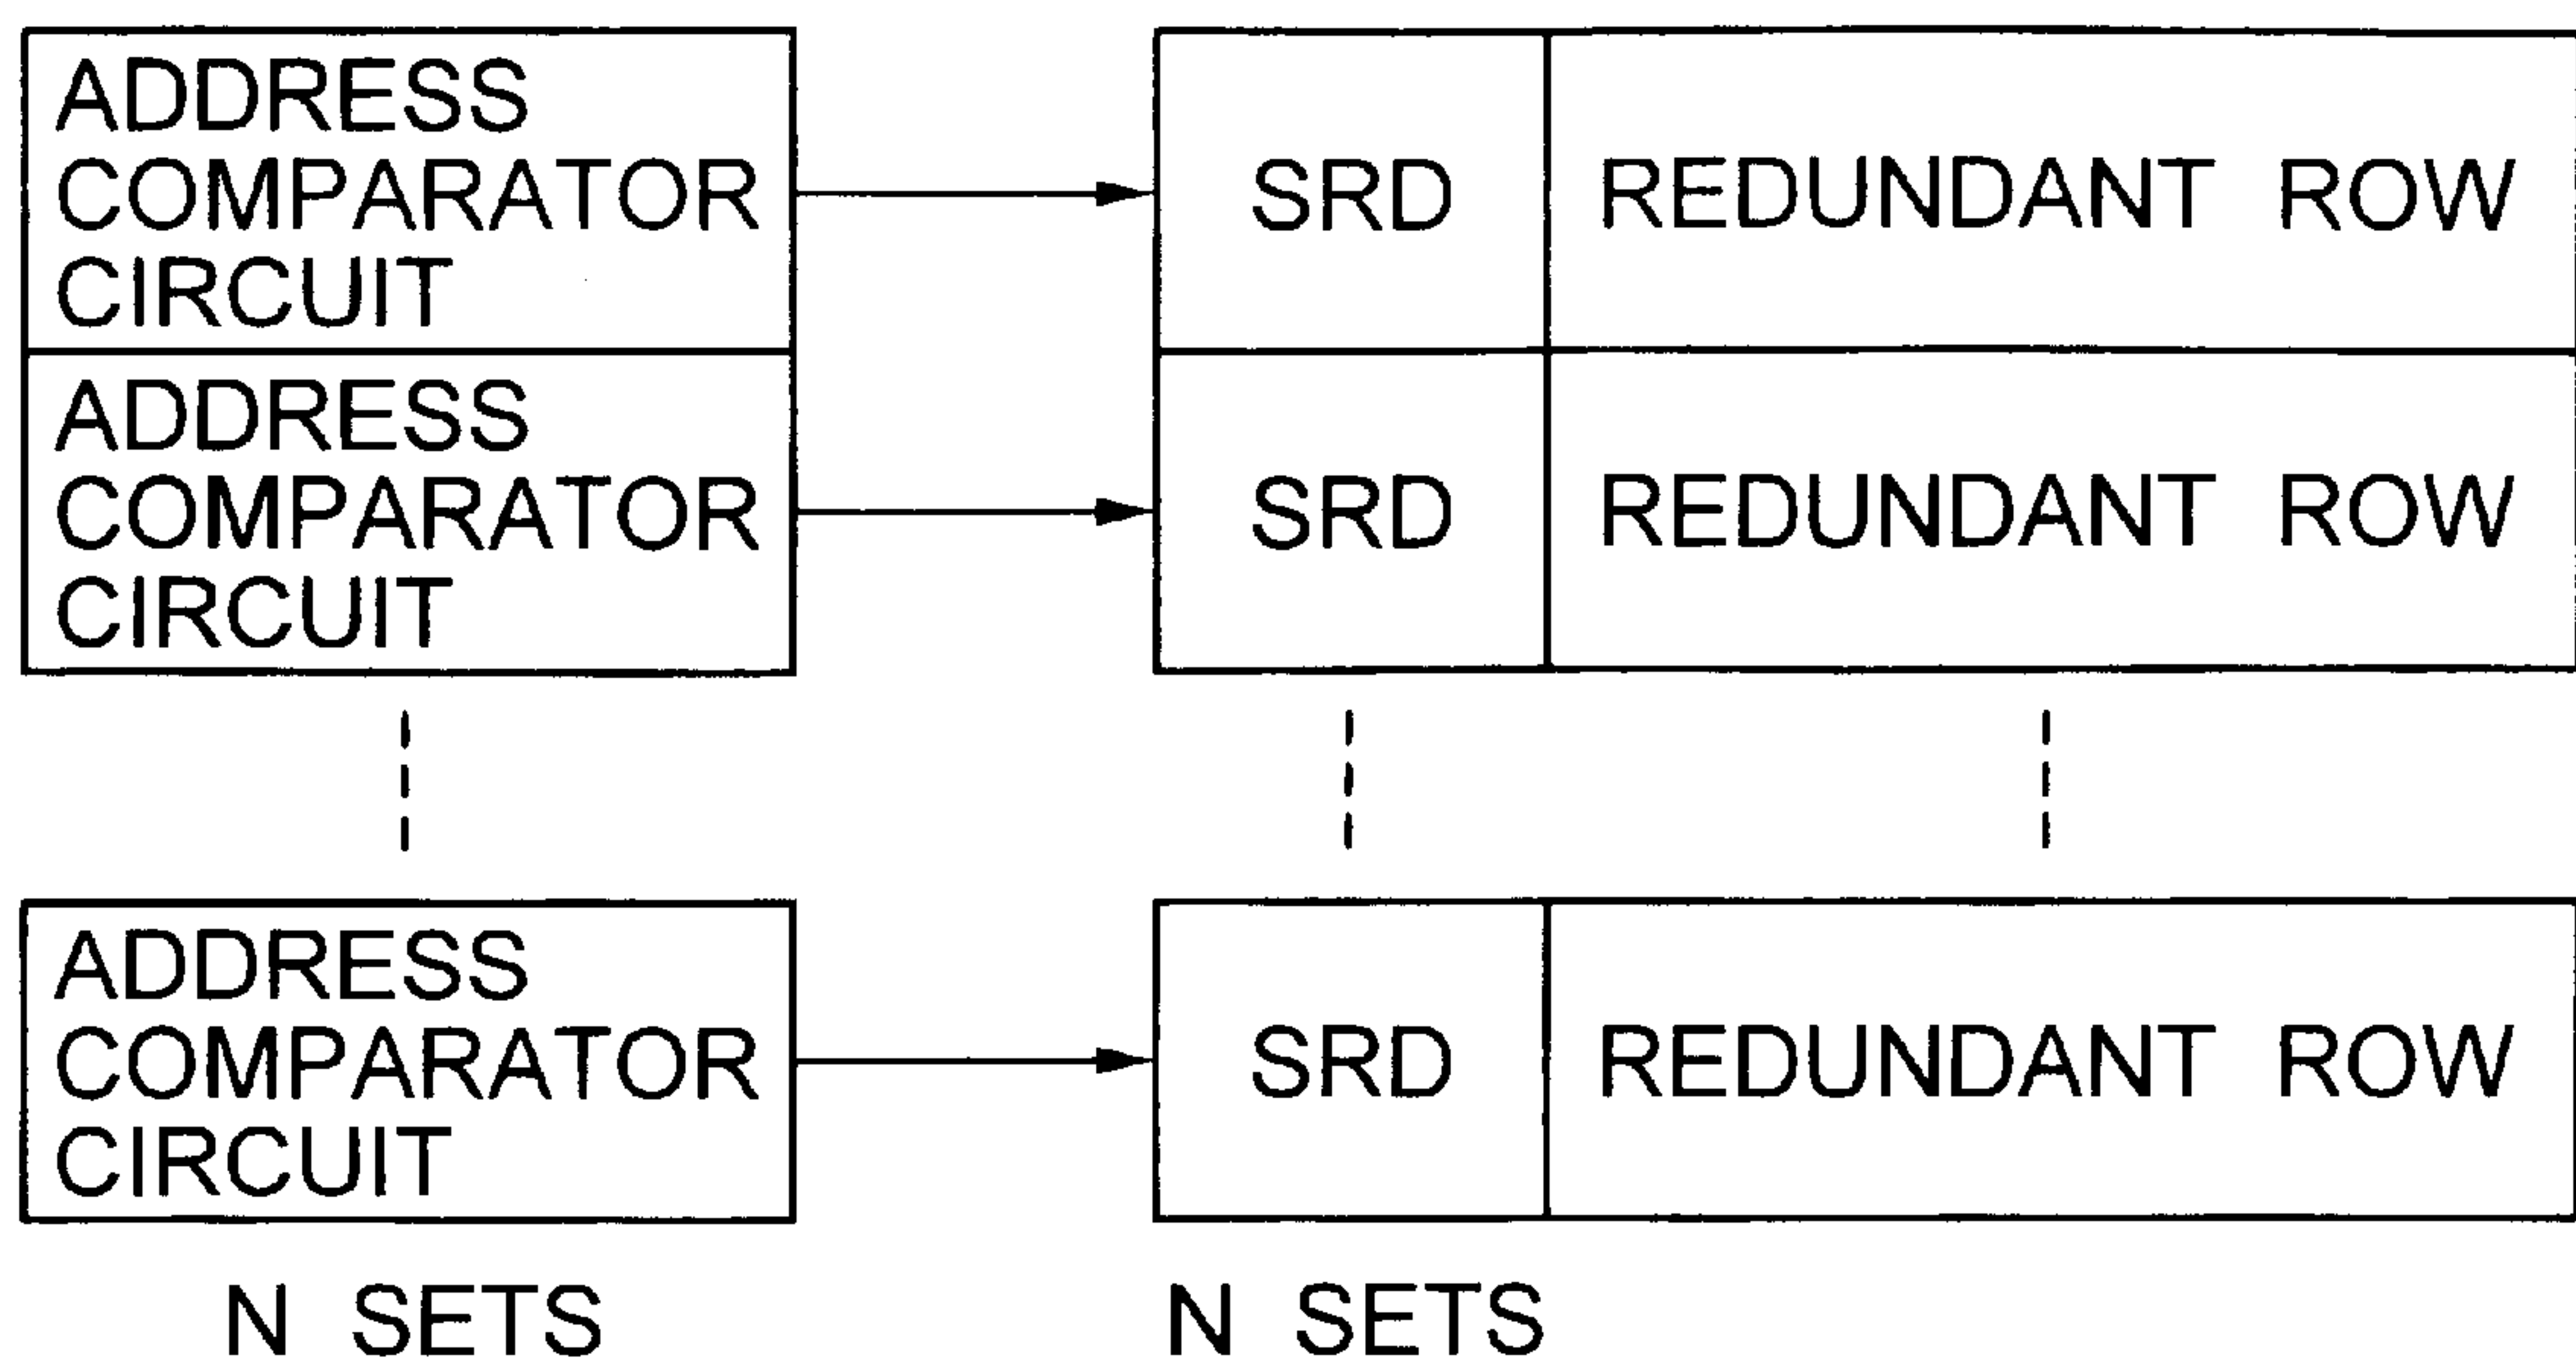 ADDRESS
COMPARATOR
CIRCUIT
SRD
REDUNDANT ROW
ADDRESS
COMPARATOR
CIRCUIT
SRD
REDUNDANT ROW
ADDRESS
COMPARATOR
CIRCUIT
SRD
REDUNDANT ROW
N SETS
N SETS